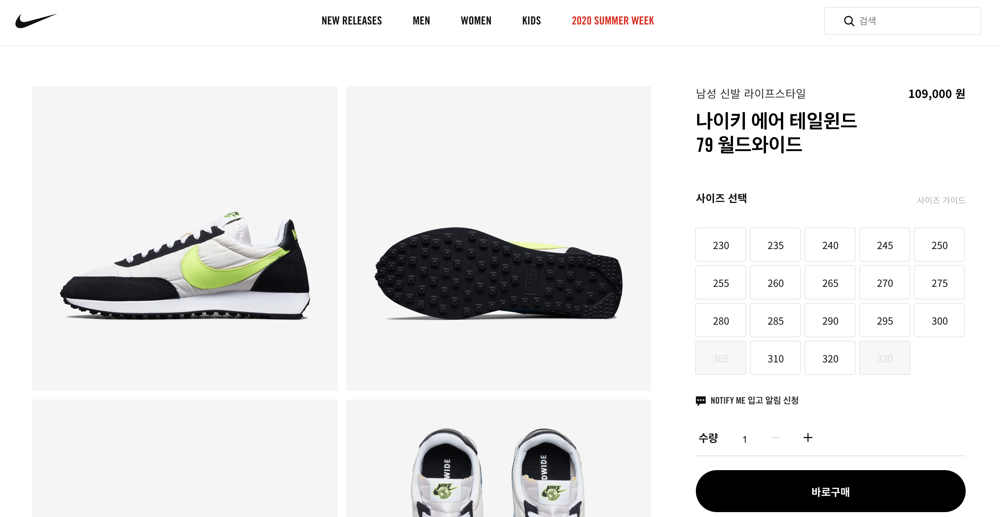 NEW RELEASES MEN WOMEN KIDS 2020 SUMMER WEEK
검색
남성 신발 라이프스타일 109,000 원
나이키 에어 테일윈드
79 월드와이드
사이즈 선택 사이즈 가이드
230 235 240 245 250
255 260 265 270 275
280 285 290 295 300
305 310 320 330
NOTIFY ME 입고 알림 신청
수량 1
바로구매
WIDE
DWIDE
NIKE
NIKE